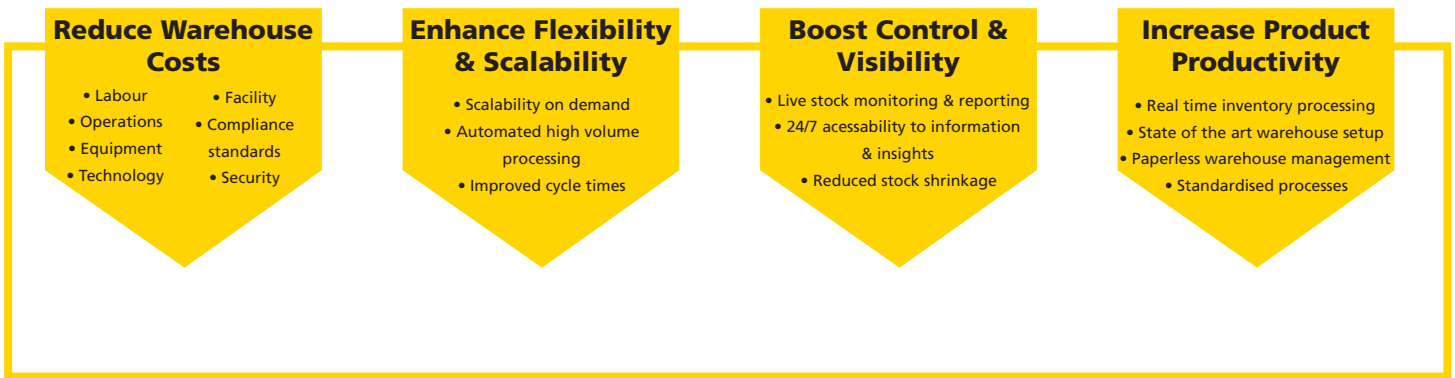 Reduce Warehouse
Costs
• Labour
• Operations
• Equipment
• Technology
• Facility
• Compliance
standards
• Security
Enhance Flexibility
& Scalability
• Scalability on demand
• Automated high volume
processing
• Improved cycle times
Boost Control &
Visibility
• Live stock monitoring & reporting
• 24/7 acessability to information
& insights
• Reduced stock shrinkage
Increase Product
Productivity
• Real time inventory processing
• State of the art warehouse setup
• Paperless warehouse management
• Standardised processes